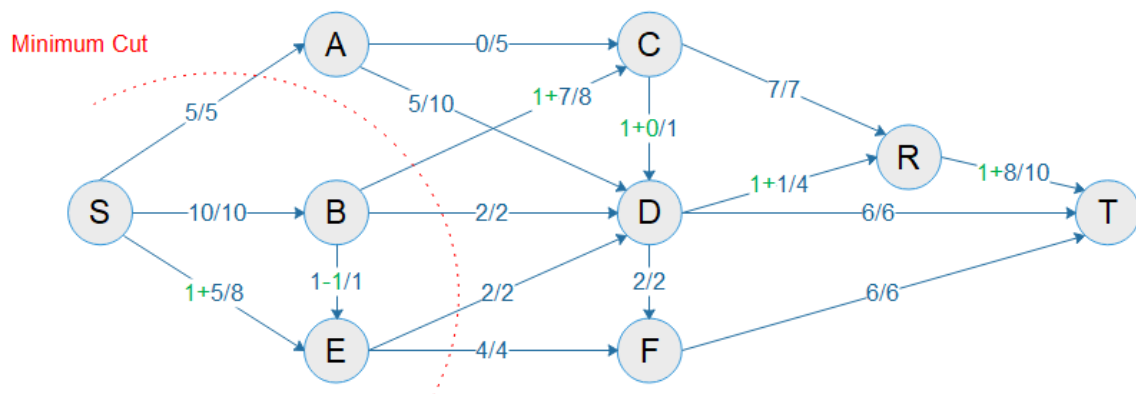 Minimum Cut
A
0/5
C
5/5
5/10
1+7/8
7/7
1+0/1
S
10/10
B
2/2
D
1+1/4
R
1+8/10
6/6
T
1+5/8
1-1/1
2/2
2/2
6/6
E
4/4
F